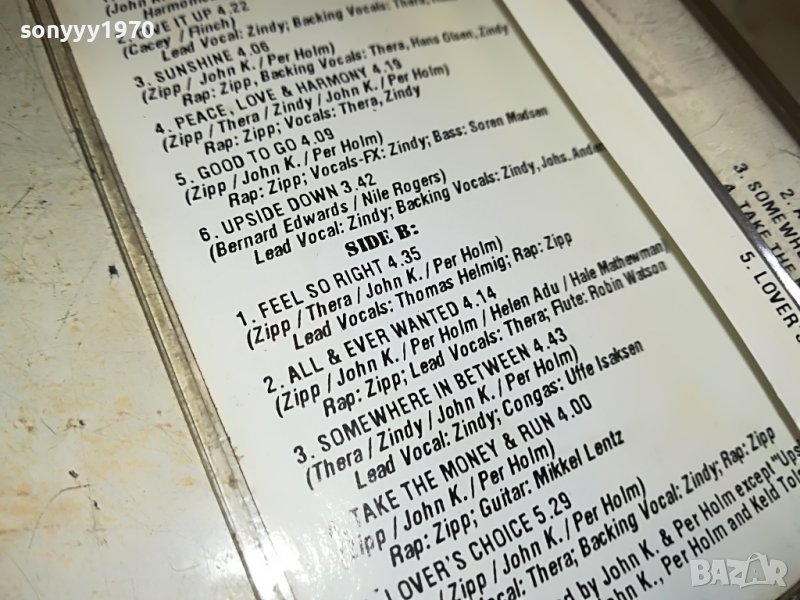 sonyyy1970
(John K.
Harmonie
LIVE IT UP 4.22
(Cacey / Flinch)
Lead Vocal: Zindy; Backing Vocals: Thera,
3. SUNSHINE 4.06
(Zipp / John K. / Per Holm)
Rap: Zipp, Backing Vocals: Thera, Hans Olsen, Zindy
4. PEACE, LOVE & HARMONY 4.19
(Zipp / Thera / Zindy / John K. / Per Holm)
Rap: Zipp; Vocals: Thera, Zindy
5. GOOD TO GO 4.09
(Zipp / John K. / Per Holm)
Rap: Zipp; Vocals-FX: Zindy; Bass: Soren Madsen
6. UPSIDE DOWN 3.42
(Bernard Edwards / Nile Rogers)
Lead Vocal: Zindy; Backing Vocals: Zindy, Johs. Ander
SIDE B:
1. FEEL SO RIGHT 4.35
(Zipp / Thera / John K. / Per Holm)
Lead Vocals: Thomas Helmig; Rap: Zipp
2. ALL & EVER WANTED 4.14
(Zipp / John K. / Per Holm / Helen Adu / Hale Mathewman)
Rap: Zipp; Lead Vocals: Thera; Flute: Robin Watson
3. SOMEWHERE IN BETWEEN 4.43
(Thera / Zindy / John K. / Per Holm)
Lead Vocal: Zindy; Congas: Uffe Isaksen
TAKE THE MONEY & RUN 4.00
Zipp / John K. / Per Holm)
Rap: Zipp; Guitar: Mikkel Lentz
LOVER'S CHOICE 5.29
Zipp / John K. / Per Holm)
Vocal: Thera; Backing Vocal: Zindy; Rap: Zipp
ed by John K. & Per Holm except "Ups
John K., Per Holm and Keld Tol
2. A
3. SOMEWHER
4. TAKE THE
5. LOVER
BAZAR
bg